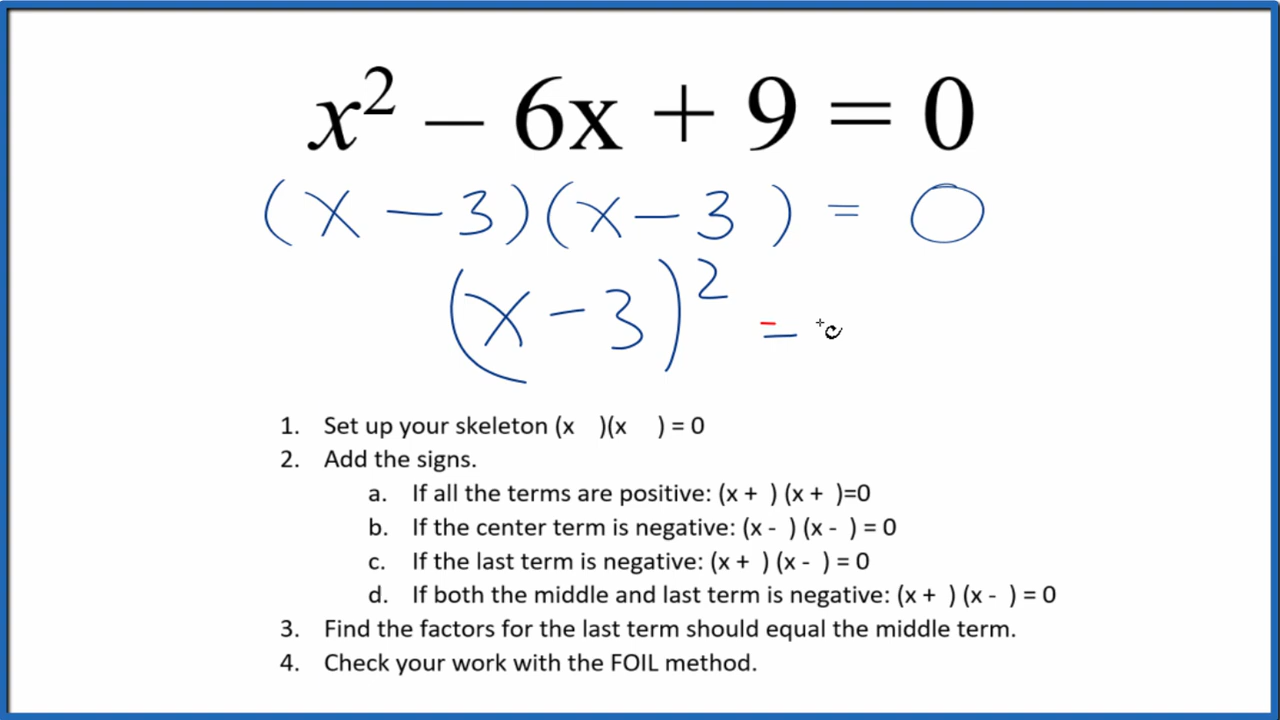 x² – 6x + 9 = 0
(x – 3)(x – 3) = 0
(x – 3)² =
1. Set up your skeleton (x   )(x   ) = 0
2. Add the signs.
a. If all the terms are positive: (x +  ) (x +  )=0
b. If the center term is negative: (x -  ) (x -  ) = 0
c. If the last term is negative: (x +  ) (x -  ) = 0
d. If both the middle and last term is negative: (x +  ) (x -  ) = 0
3. Find the factors for the last term should equal the middle term.
4. Check your work with the FOIL method.